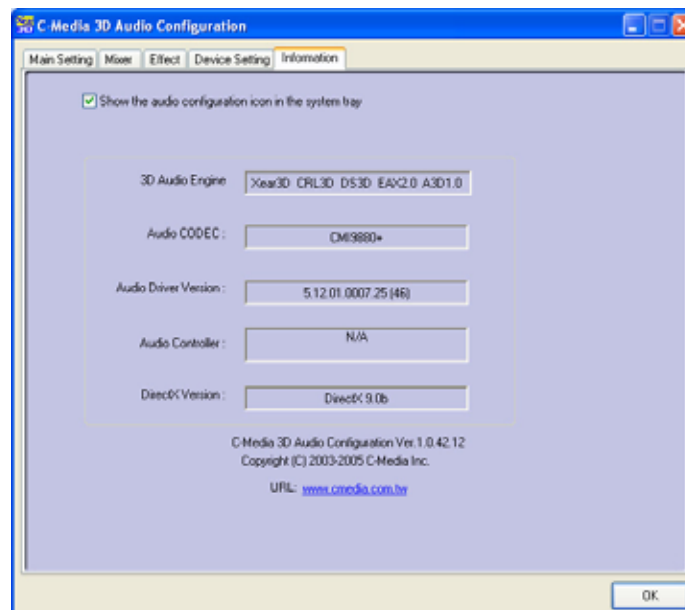 C-Media 3D Audio Configuration
Main Setting Mixer Effect Device Setting Information
Show the audio configuration icon in the system tray
3D Audio Engine Xear3D CRL3D DS3D EAX2.0 A3D1.0
Audio CODEC : CMI9880+
Audio Driver Version : 5.12.01.0007.25 (46)
Audio Controller : N/A
DirectX Version : DirectX 9.0b
C-Media 3D Audio Configuration Ver.1.0.42.12
Copyright (C) 2003-2005 C-Media Inc.
URL: www.cmedia.com.tw
OK